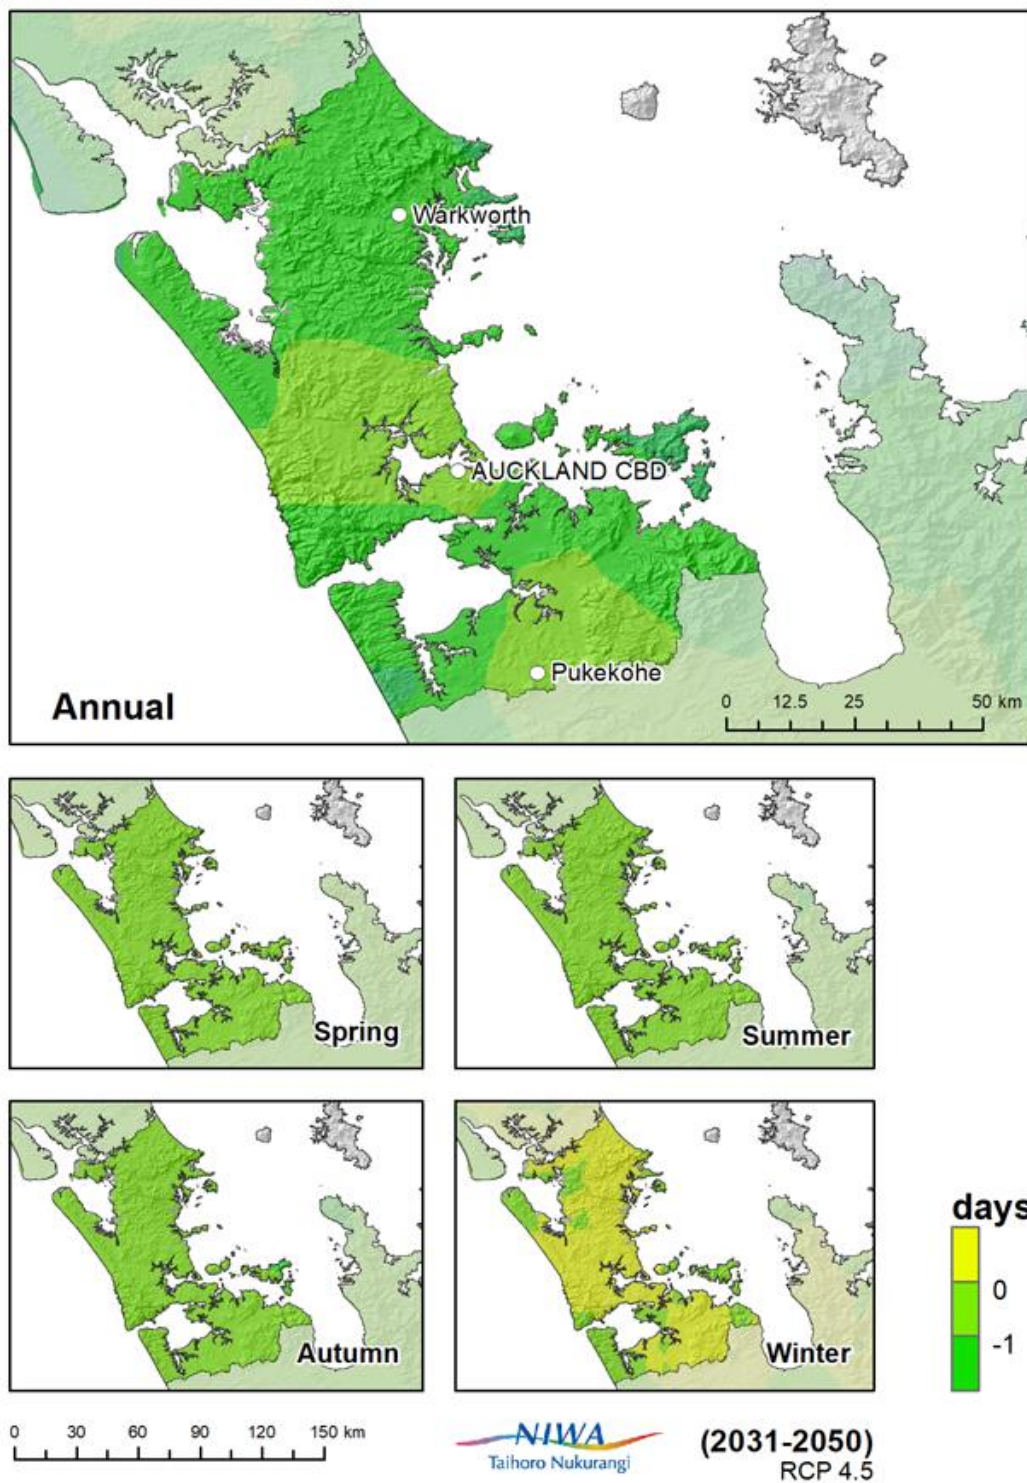 Warkworth
AUCKLAND CBD
Pukekohe
Annual
0 12.5 25 50 km
Spring
Summer
Autumn
Winter
days
0
-1
0 30 60 90 120 150 km
NIWA
Taihoro Nukurangi
(2031-2050)
RCP 4.5